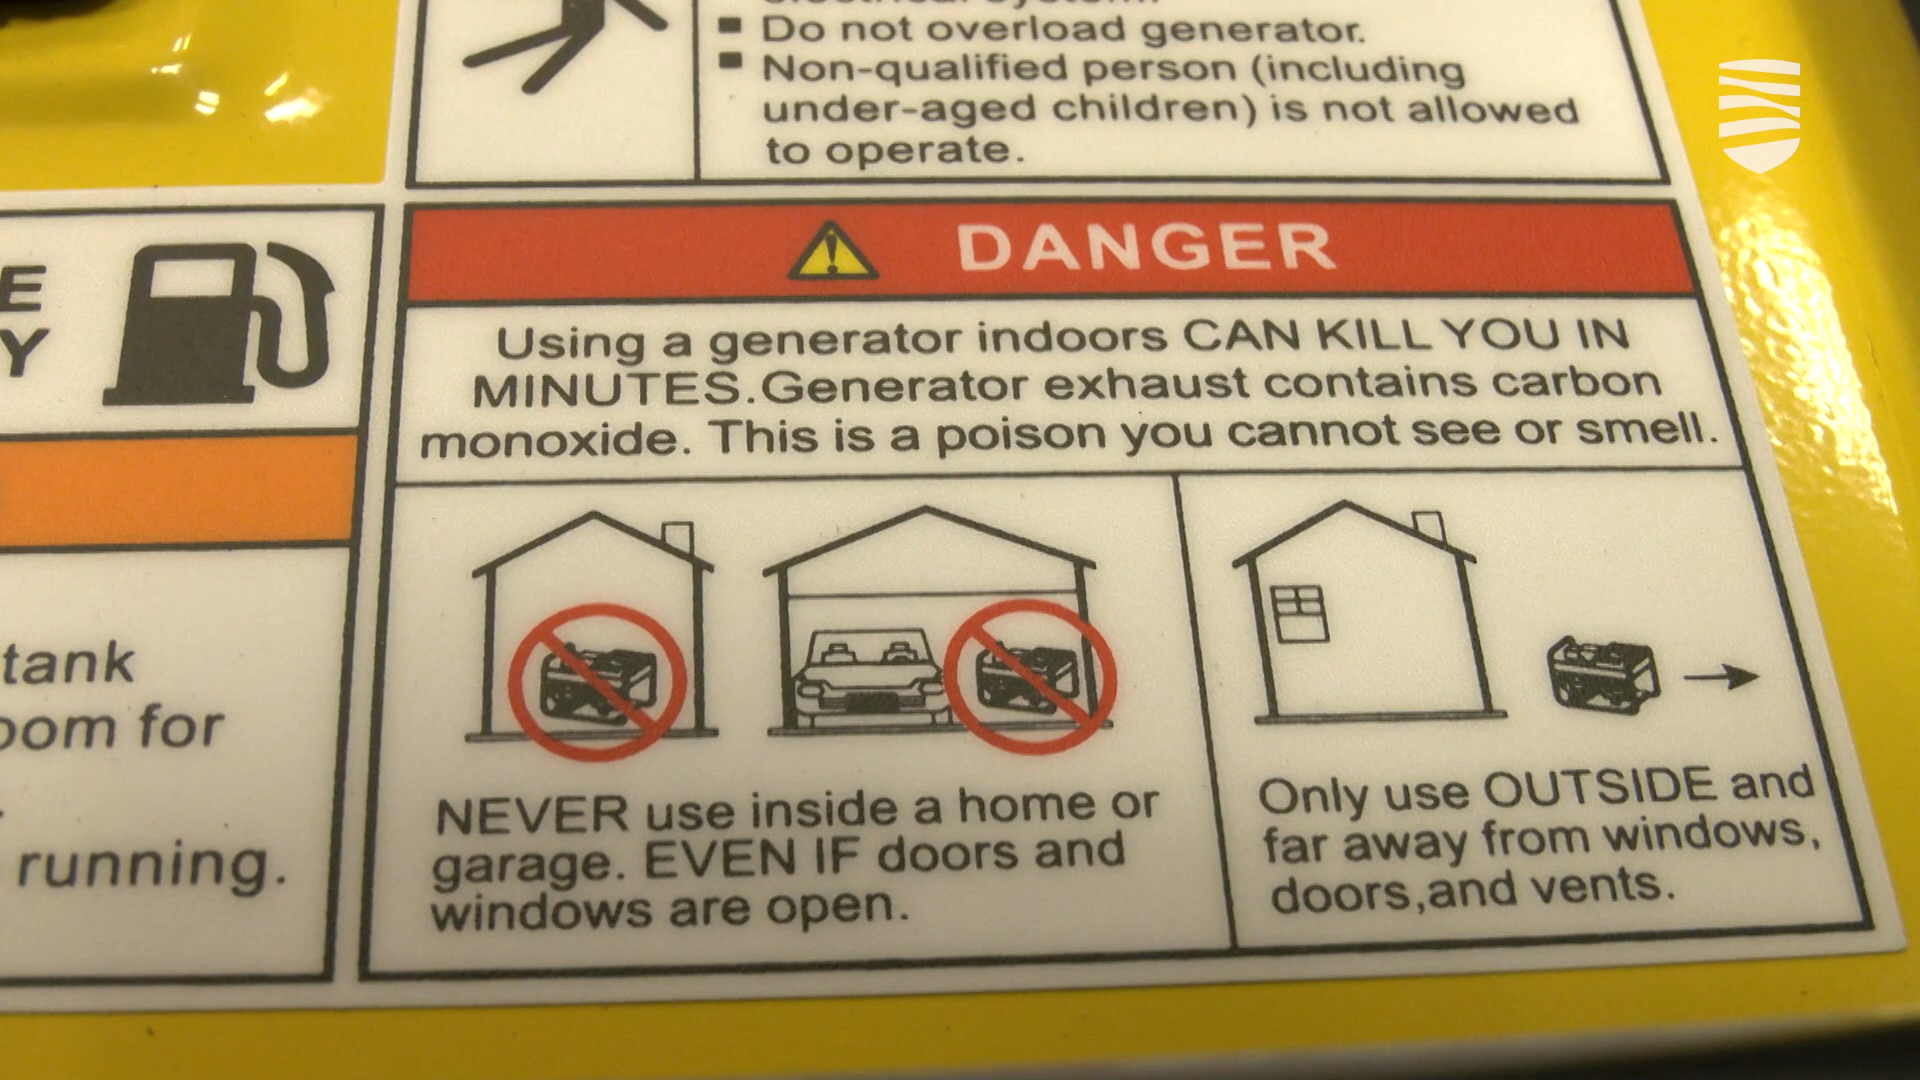 Do not overload generator.
Non-qualified person (including
under-aged children) is not allowed
to operate.
DANGER
Using a generator indoors CAN KILL YOU IN
MINUTES.Generator exhaust contains carbon
monoxide. This is a poison you cannot see or smell.
NEVER use inside a home or
garage. EVEN IF doors and
windows are open.
Only use OUTSIDE and
far away from windows,
doors,and vents.
E
Y
tank
oom for
running.